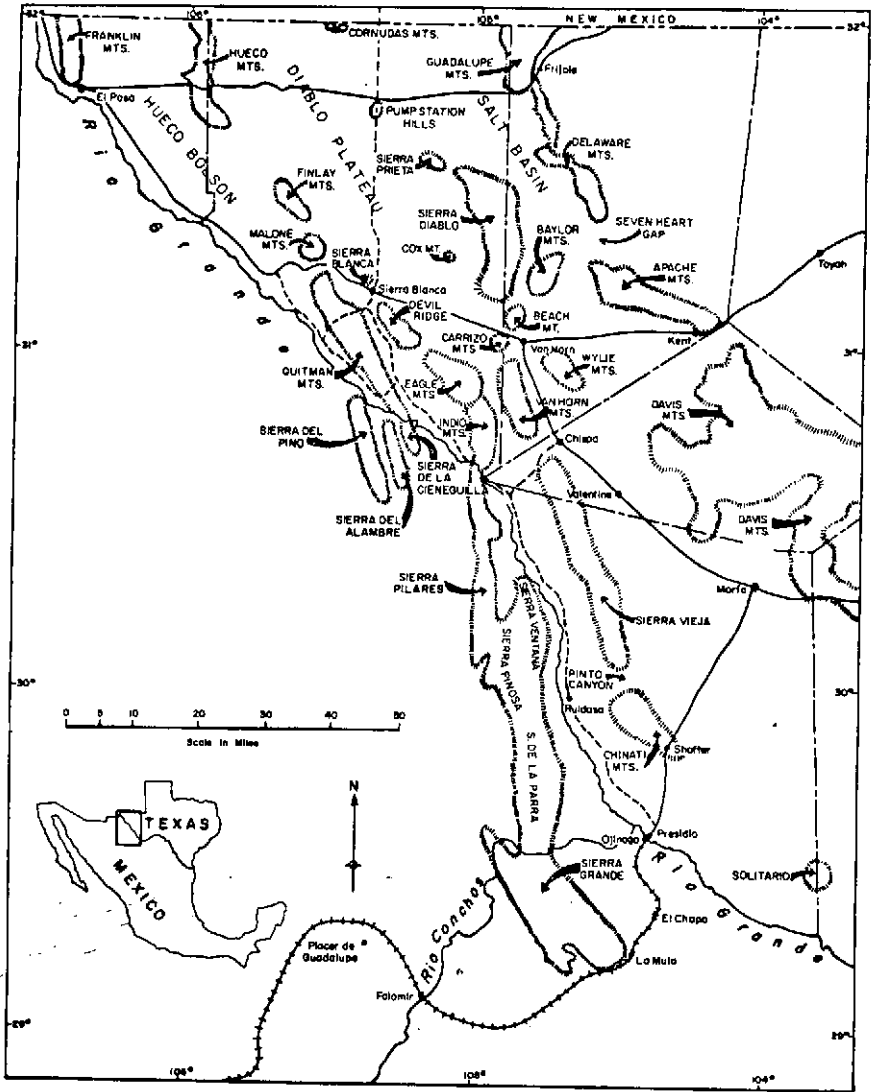 106°
105°
NEW MEXICO
104°
32°
FRANKLIN
MTS.
HUECO
MTS.
CORNUDAS MTS.
GUADALUPE
MTS.
Frijole
El Paso
HUECO BOLSON
DIABLO PLATEAU
PUMP STATION
HILLS
SALT BASIN
DELAWARE
MTS.
Rio Grande
FINLAY
MTS.
SIERRA
PRIETA
SIERRA
DIABLO
BAYLOR
MTS.
SEVEN HEART
GAP
MALONE
MTS.
COX MT.
APACHE
MTS.
Toyah
SIERRA
BLANCA
Sierra Blanca
DEVIL
RIDGE
BEACH
MT.
Kent
31°
CARRIZO
MTS
Van Horn
WYLIE
MTS.
31°
QUITMAN
MTS.
EAGLE
MTS
INDIO
MTS.
VAN HORN
MTS
DAVIS
MTS
Chispa
SIERRA DEL
PINO
SIERRA
DE LA
CIENEGUILLA
Valentine
SIERRA DEL
ALAMBRE
DAVIS
MTS.
SIERRA
PILARES
SIERRA VENTANA
SIERRA PINOSA
S. DE LA PARRA
SIERRA VIEJA
Marfa
30°
PINTO
CANYON
30°
Ruidosa
0 10 20 30 40 50
Scale in Miles
CHINATI
MTS.
Shafter
N
TEXAS
MEXICO
Ojinaga
Presidio
Rio Grande
SIERRA
GRANDE
SOLITARIO
Rio Conchos
El Chapo
Placer de
Guadalupe
La Mula
Falomir
29°
29°
106°
105°
104°